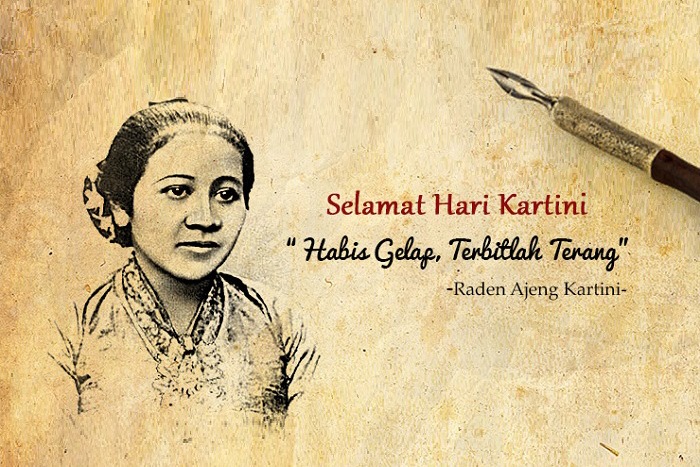 Selamat Hari Kartini
" Habis Gelap, Terbitlah Terang"
-Raden Ajeng Kartini-